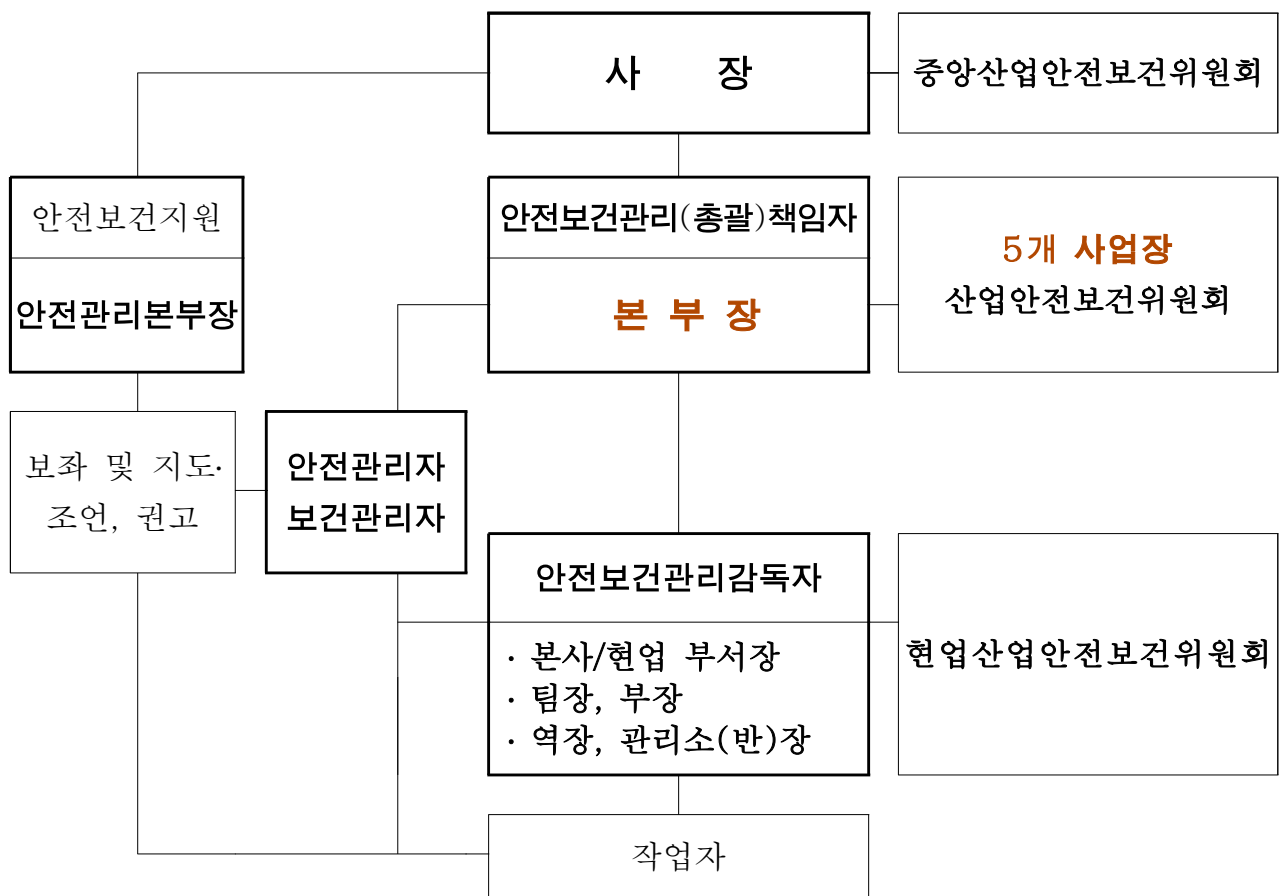 사 장
중앙산업안전보건위원회
안전보건지원
안전관리본부장
안전보건관리(총괄)책임자
본 부 장
5개 사업장
산업안전보건위원회
보좌 및 지도·
조언, 권고
안전관리자
보건관리자
안전보건관리감독자
· 본사/현업 부서장
· 팀장, 부장
· 역장, 관리소(반)장
현업산업안전보건위원회
작업자